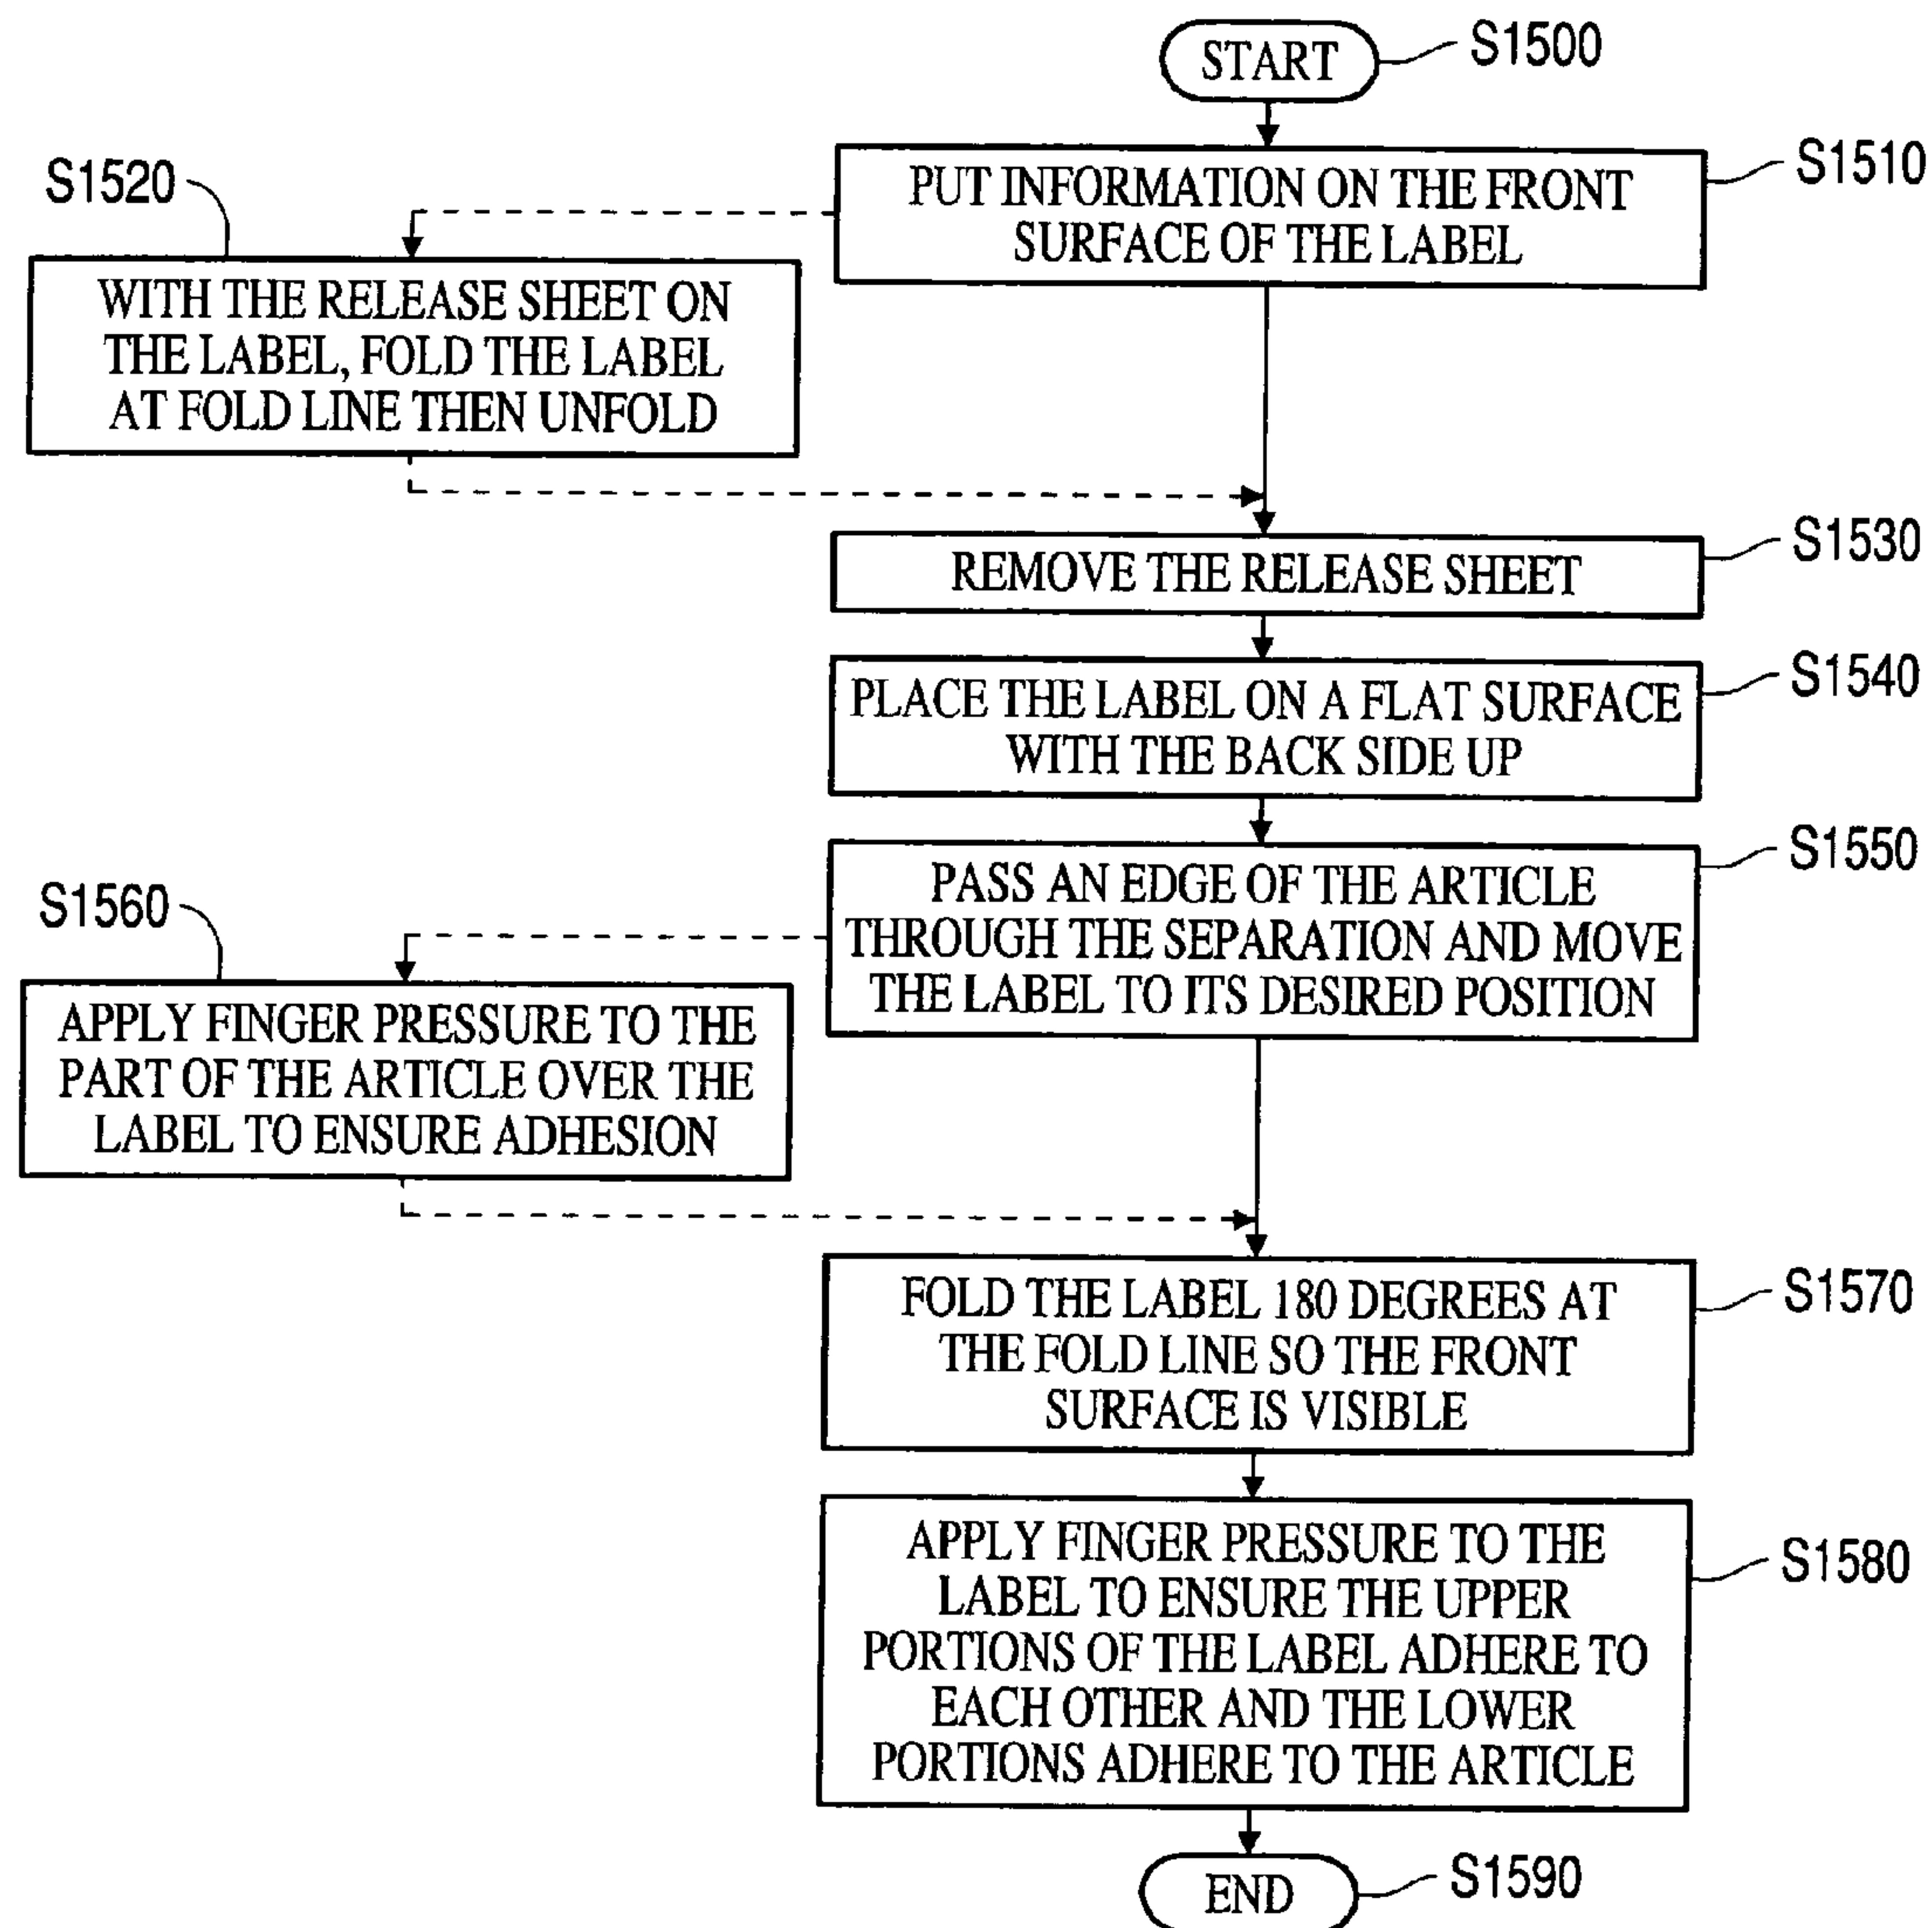 START
S1500
PUT INFORMATION ON THE FRONT
SURFACE OF THE LABEL
S1510
S1520
WITH THE RELEASE SHEET ON
THE LABEL, FOLD THE LABEL
AT FOLD LINE THEN UNFOLD
REMOVE THE RELEASE SHEET
S1530
PLACE THE LABEL ON A FLAT SURFACE
WITH THE BACK SIDE UP
S1540
PASS AN EDGE OF THE ARTICLE
THROUGH THE SEPARATION AND MOVE
THE LABEL TO ITS DESIRED POSITION
S1550
S1560
APPLY FINGER PRESSURE TO THE
PART OF THE ARTICLE OVER THE
LABEL TO ENSURE ADHESION
FOLD THE LABEL 180 DEGREES AT
THE FOLD LINE SO THE FRONT
SURFACE IS VISIBLE
S1570
APPLY FINGER PRESSURE TO THE
LABEL TO ENSURE THE UPPER
PORTIONS OF THE LABEL ADHERE TO
EACH OTHER AND THE LOWER
PORTIONS ADHERE TO THE ARTICLE
S1580
END
S1590